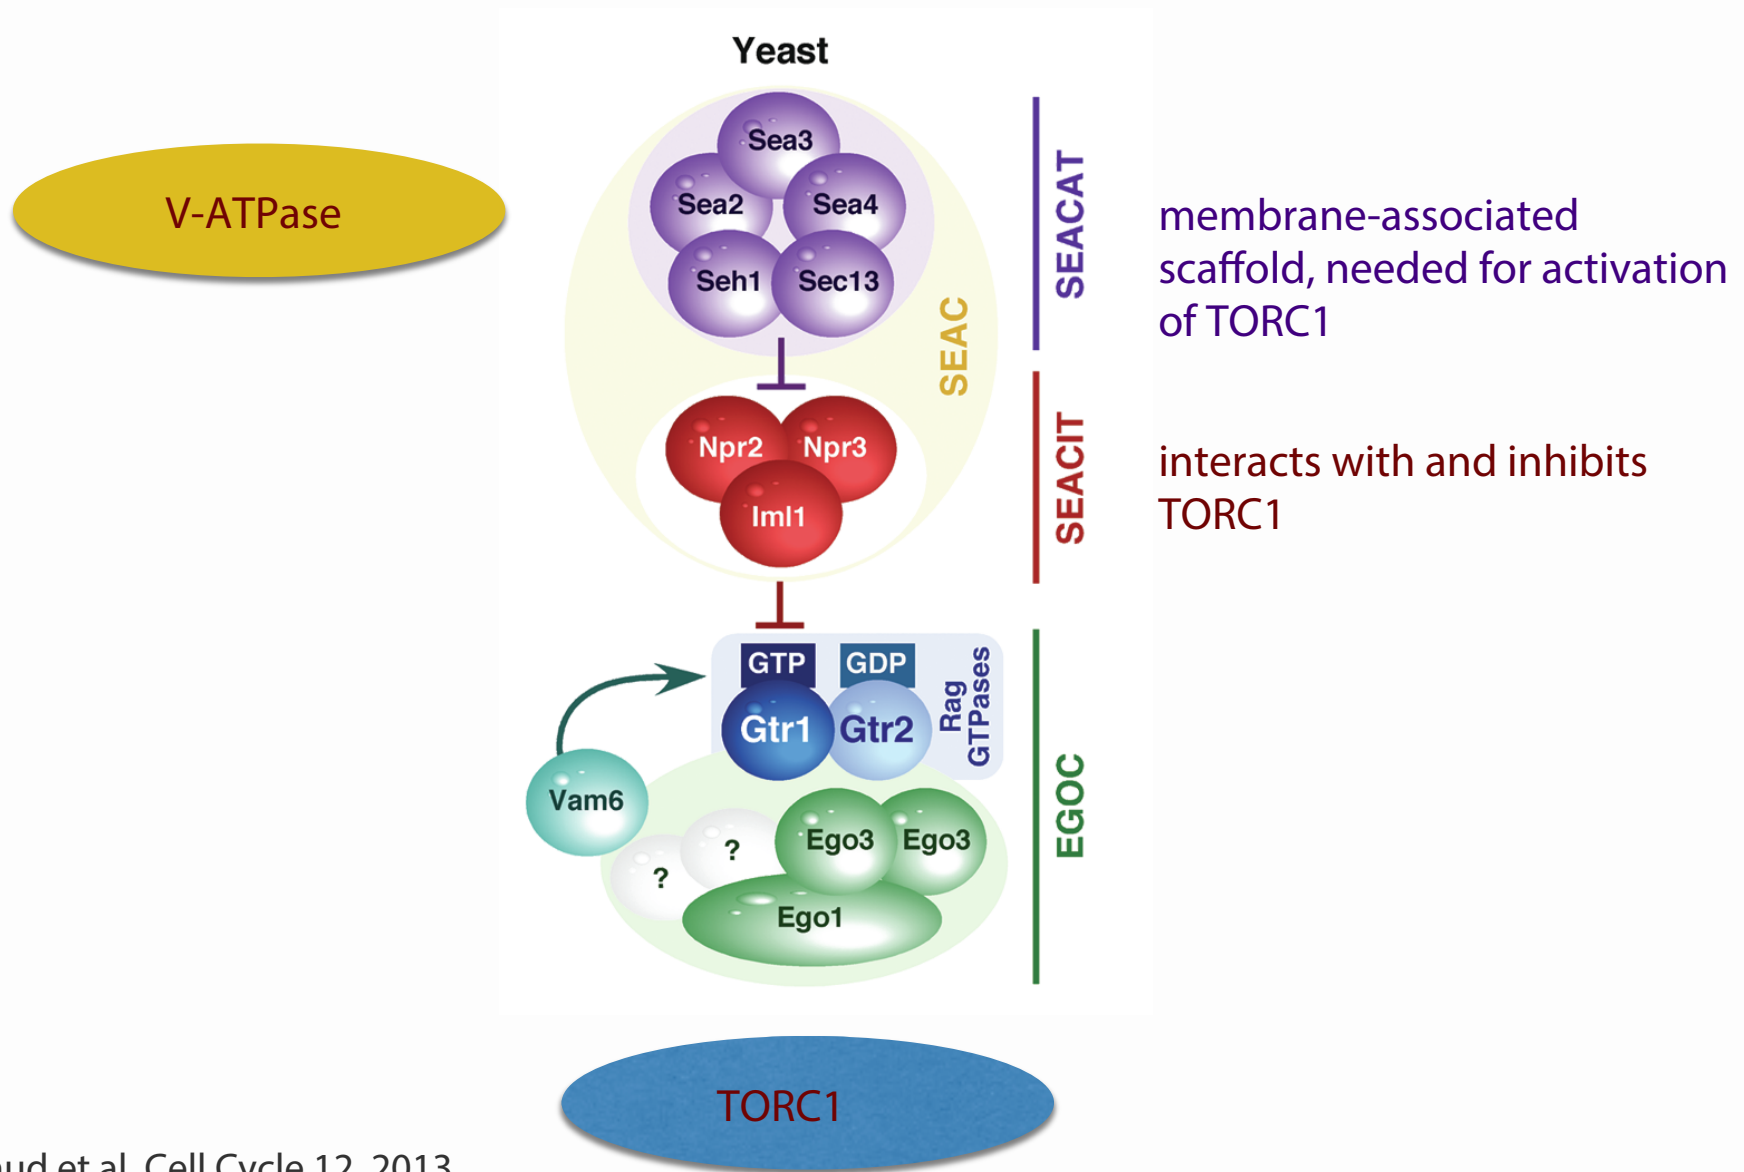 Yeast
V-ATPase
Sea3
Sea2
Sea4
Seh1
Sec13
SEAC
SEACAT
membrane-associated
scaffold, needed for activation
of TORC1
Npr2
Npr3
Iml1
SEACIT
interacts with and inhibits
TORC1
GTP
GDP
Gtr1
Gtr2
Rag
GTPases
Vam6
?
?
Ego3
Ego3
Ego1
EGOC
TORC1
et al. Cell Cycle 12, 2013